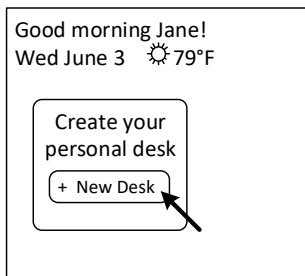 Good morning Jane!
Wed June 3 79°F
Create your
personal desk
+ New Desk